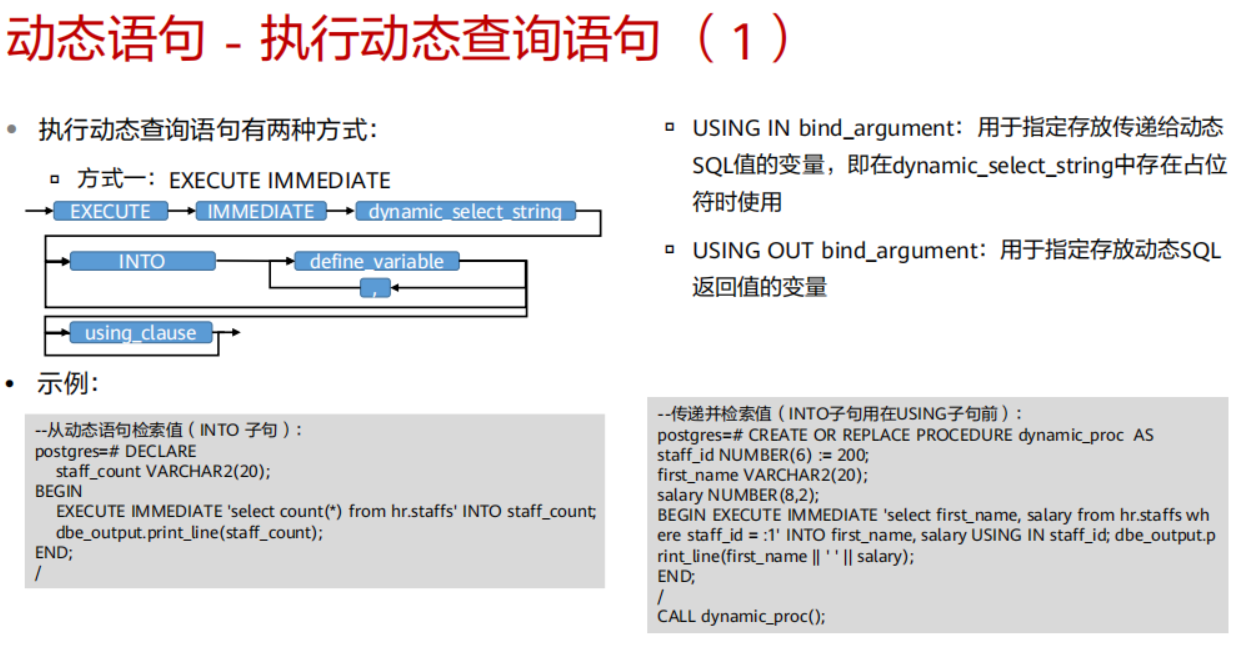 动态语句 - 执行动态查询语句（1）
• 执行动态查询语句有两种方式：
方式一：EXECUTE IMMEDIATE
EXECUTE IMMEDIATE dynamic_select_string
INTO define_variable
,
using_clause
USING IN bind_argument：用于指定存放传递给动态
SQL值的变量，即在dynamic_select_string中存在占位
符时使用
USING OUT bind_argument：用于指定存放动态SQL
返回值的变量
• 示例：
--从动态语句检索值（INTO 子句）：
postgres=# DECLARE
staff_count VARCHAR2(20);
BEGIN
EXECUTE IMMEDIATE 'select count(*) from hr.staffs' INTO staff_count;
dbe_output.print_line(staff_count);
END;
/
--传递并检索值（INTO子句用在USING子句前）：
postgres=# CREATE OR REPLACE PROCEDURE dynamic_proc AS
staff_id NUMBER(6) := 200;
first_name VARCHAR2(20);
salary NUMBER(8,2);
BEGIN EXECUTE IMMEDIATE 'select first_name, salary from hr.staffs wh
ere staff_id = :1' INTO first_name, salary USING IN staff_id; dbe_output.p
rint_line(first_name || ' ' || salary);
END;
/
CALL dynamic_proc();